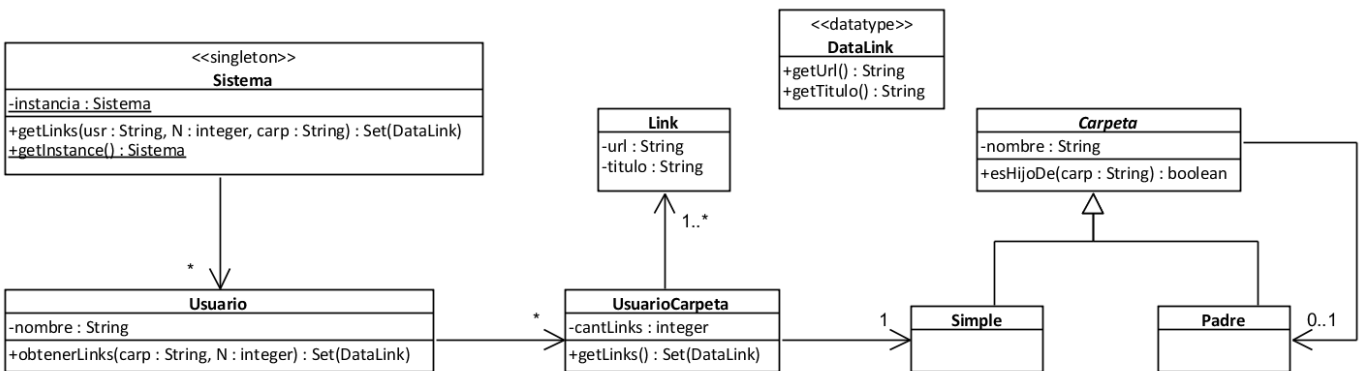 <<singleton>>
Sistema
-instancia : Sistema
+getLinks(usr : String, N : integer, carp : String) : Set(DataLink)
+getInstance() : Sistema
<<datatype>>
DataLink
+getUrl() : String
+getTitulo() : String
Link
-url : String
-titulo : String
Carpeta
-nombre : String
+esHijoDe(carp : String) : boolean
1..*
*
Usuario
-nombre : String
+obtenerLinks(carp : String, N : integer) : Set(DataLink)
*
UsuarioCarpeta
-cantLinks : integer
+getLinks() : Set(DataLink)
1
Simple
Padre
0..1